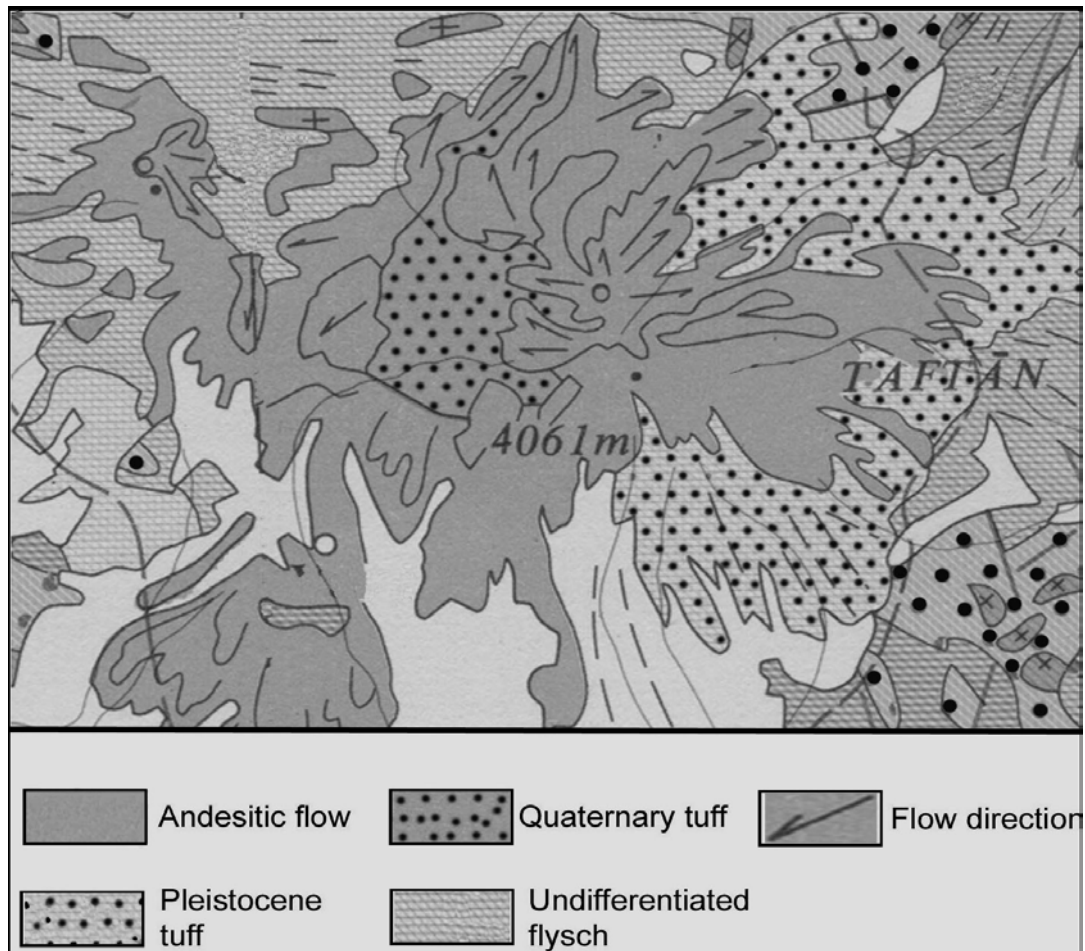 TAFTĀN
4061m
Andesitic flow
Quaternary tuff
Flow direction
Pleistocene
tuff
Undifferentiated
flysch